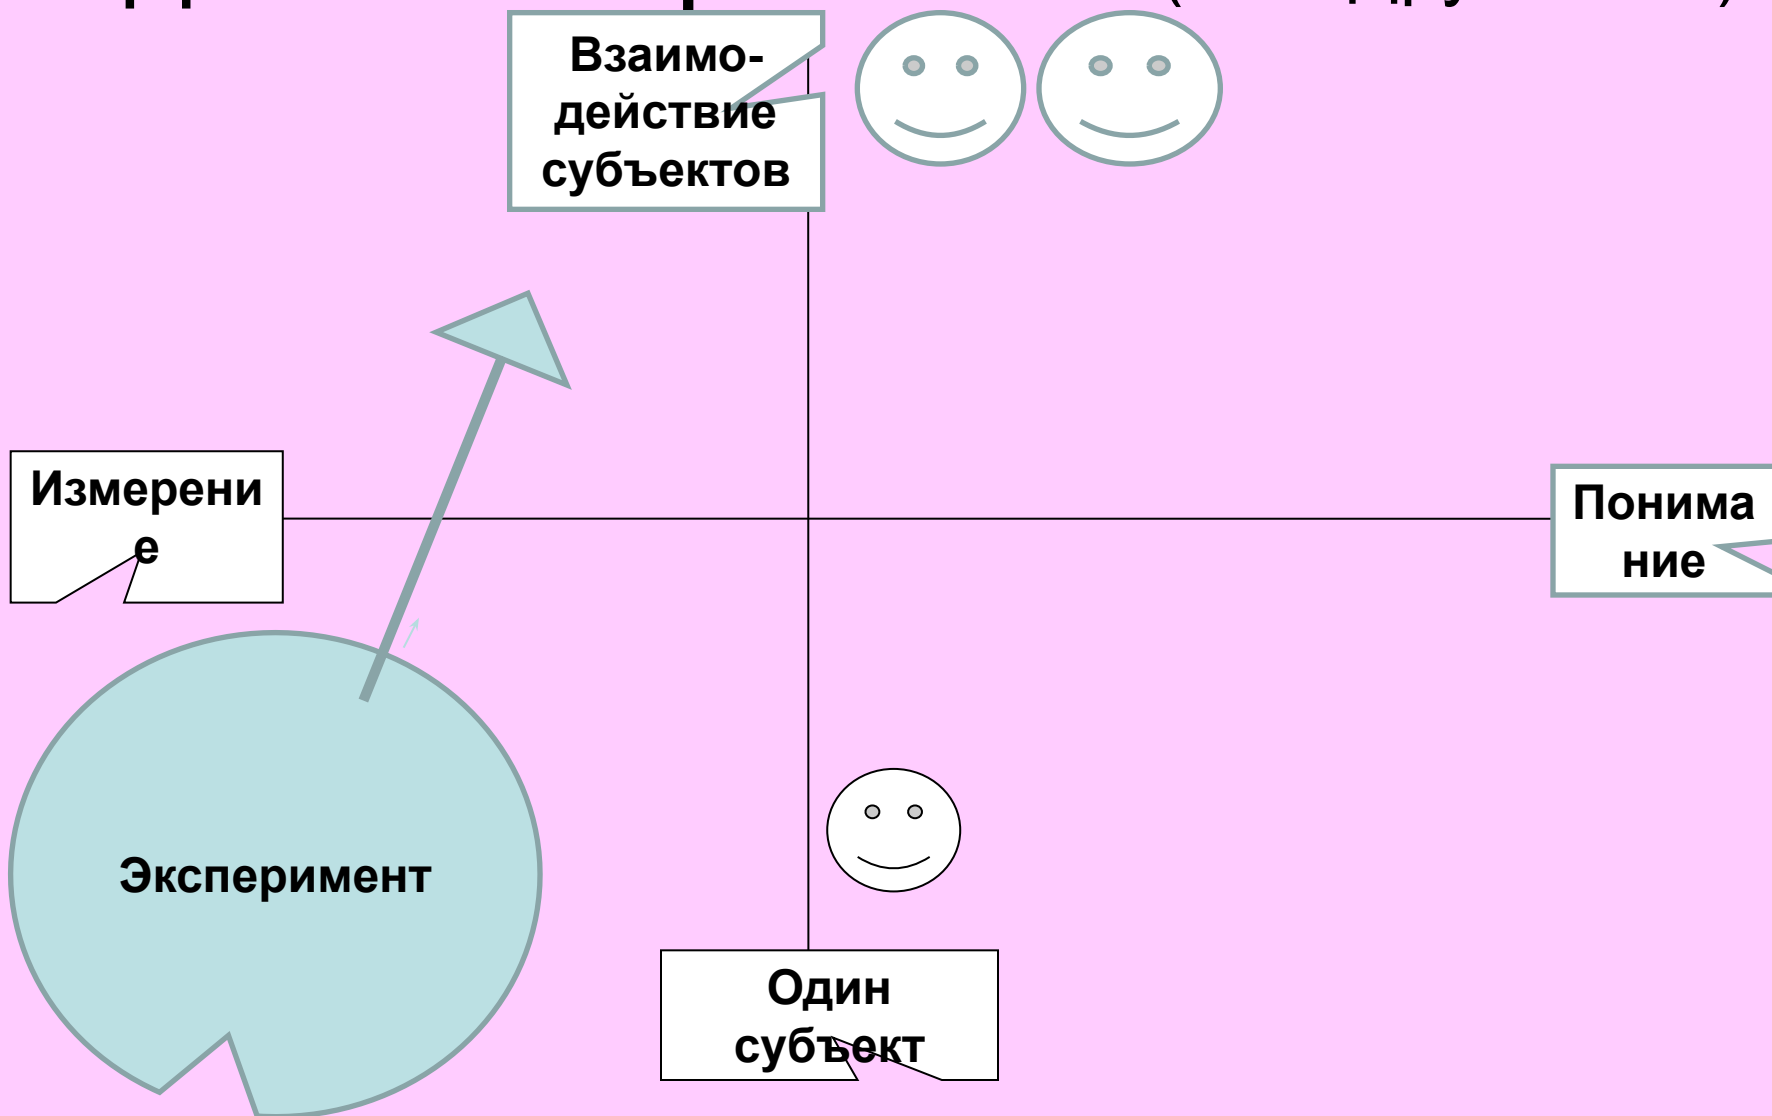 Взаимо-
действие
субъектов
Измерени
е
Понима
ние
Эксперимент
Один
субъект